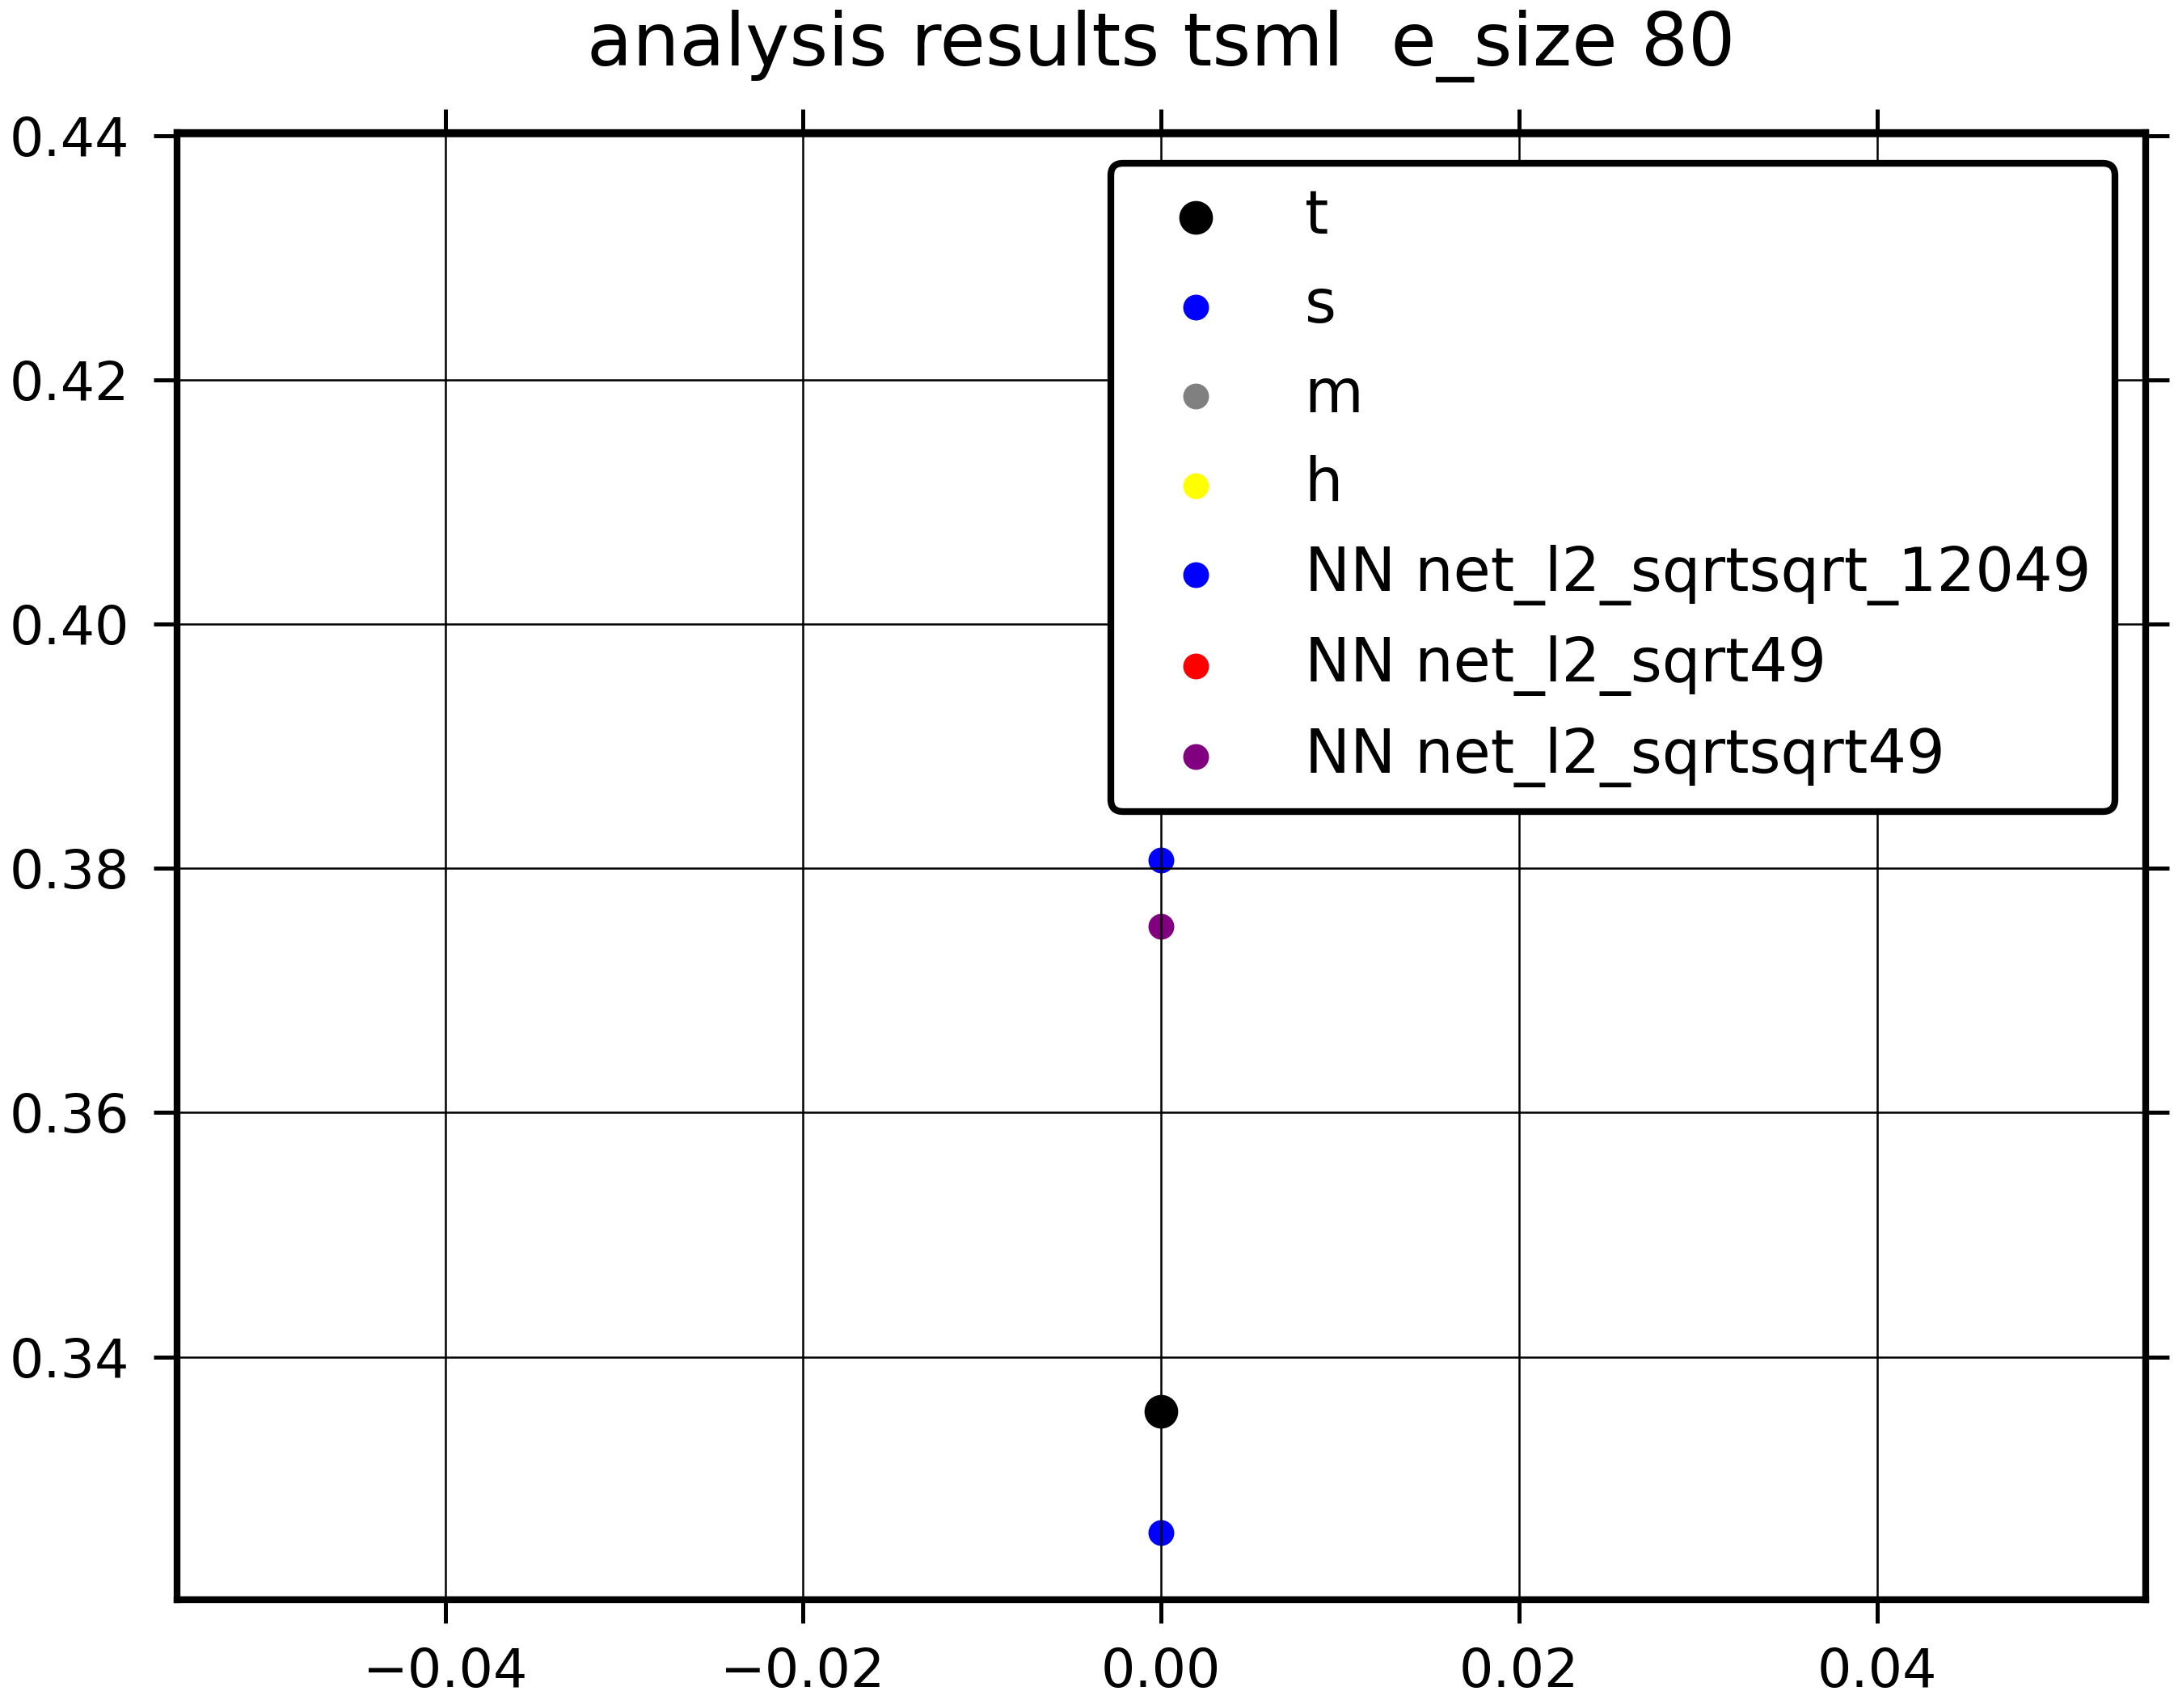 analysis results tsml  e_size 80
0.44
0.42
0.40
0.38
0.36
0.34
t
s
m
h
NN net_l2_sqrtsqrt_12049
NN net_l2_sqrt49
NN net_l2_sqrtsqrt49
−0.04 −0.02 0.00 0.02 0.04